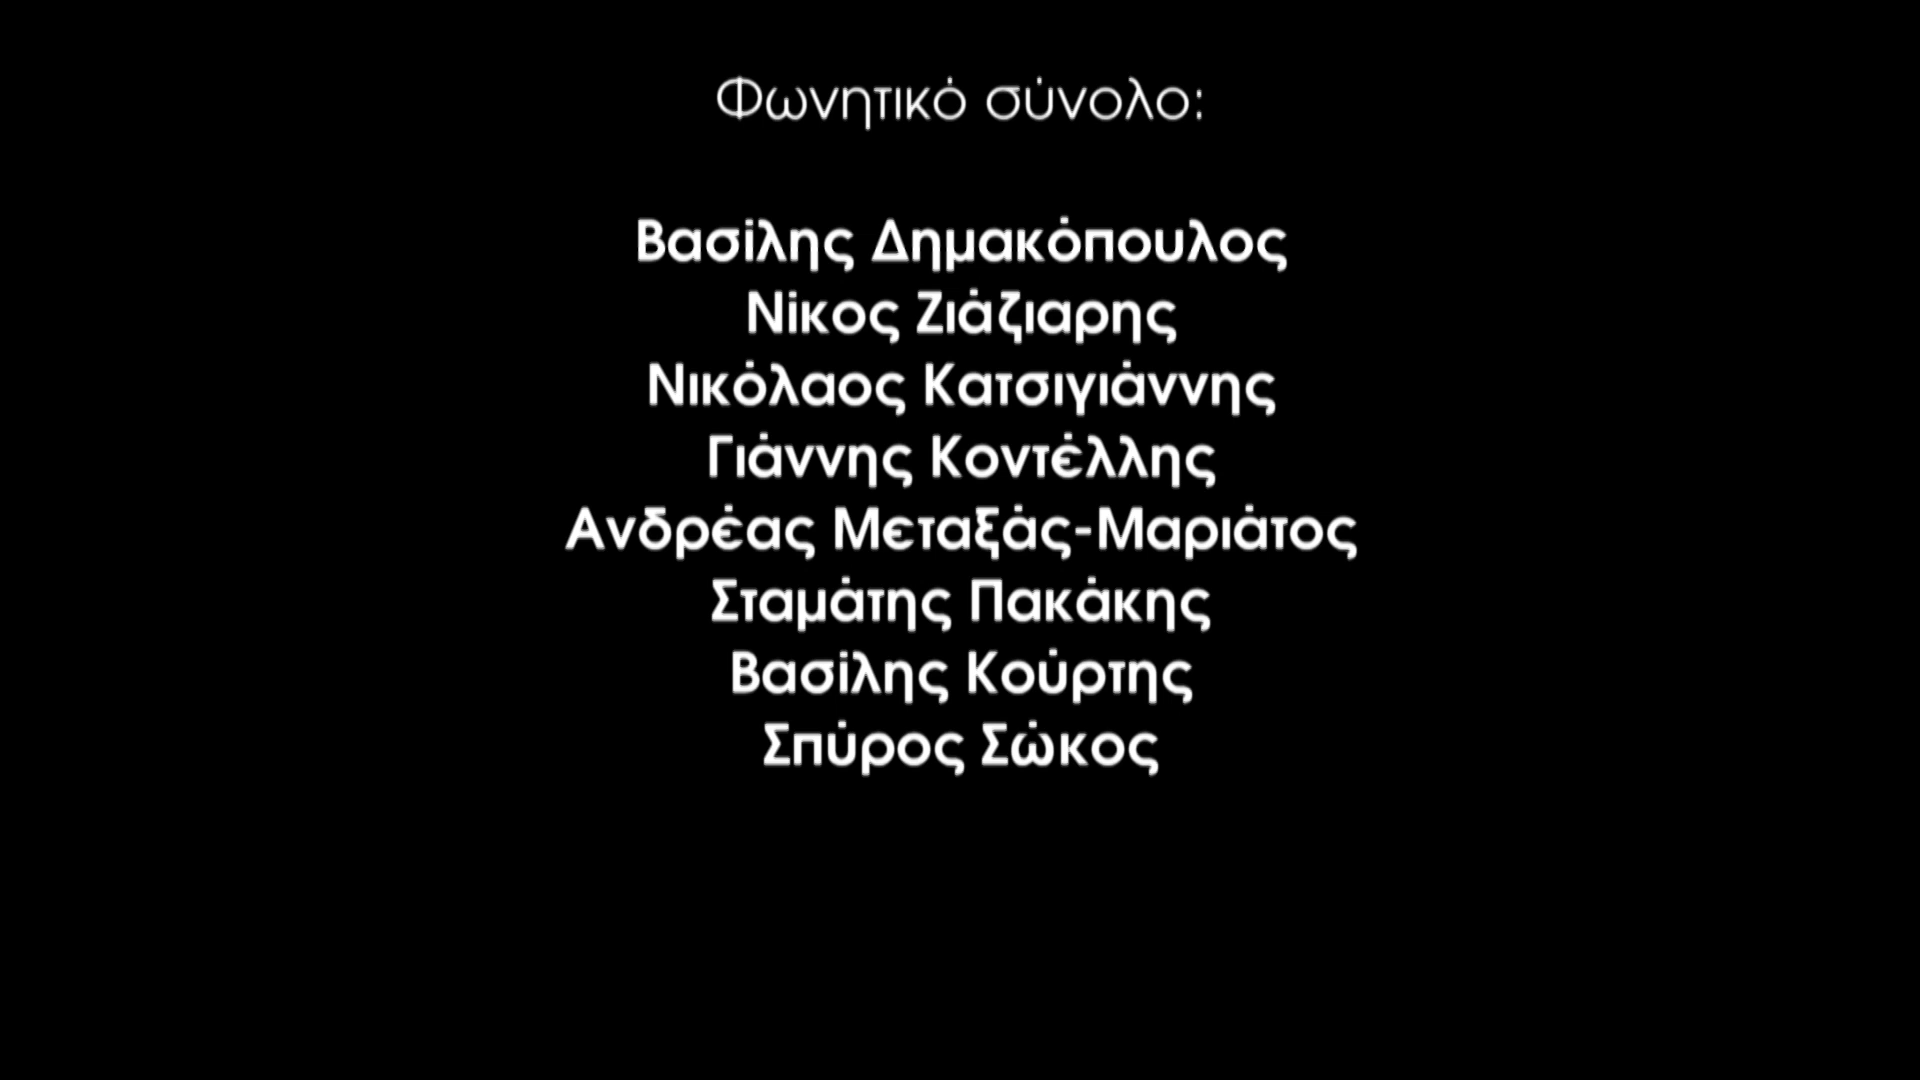 Φωνητικό σύνολο:
Βασίλης Δημακόπουλος
Νίκος Ζιάζιαρης
Νικόλαος Κατσιγιάννης
Γιάννης Κοντέλλης
Ανδρέας Μεταξάς-Μαριάτος
Σταμάτης Πακάκης
Βασίλης Κούρτης
Σπύρος Σώκος